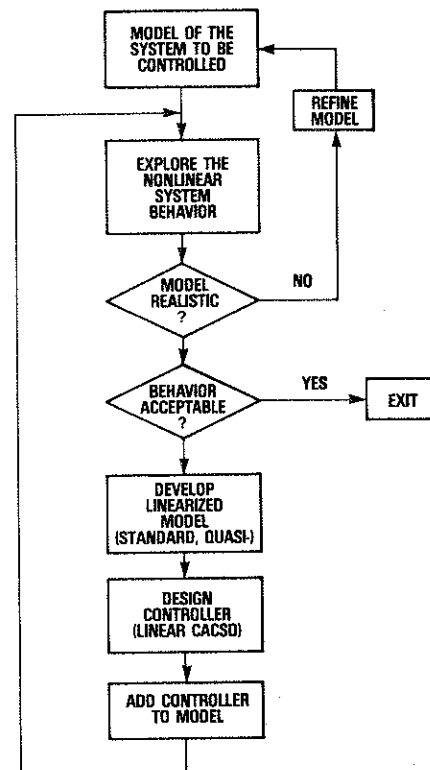 MODEL OF THE
SYSTEM TO BE
CONTROLLED
REFINE
MODEL
EXPLORE THE
NONLINEAR
SYSTEM
BEHAVIOR
MODEL
REALISTIC
?
NO
BEHAVIOR
ACCEPTABLE
?
YES
EXIT
DEVELOP
LINEARIZED
MODEL
(STANDARD, QUASI-)
DESIGN
CONTROLLER
(LINEAR CACSD)
ADD CONTROLLER
TO MODEL